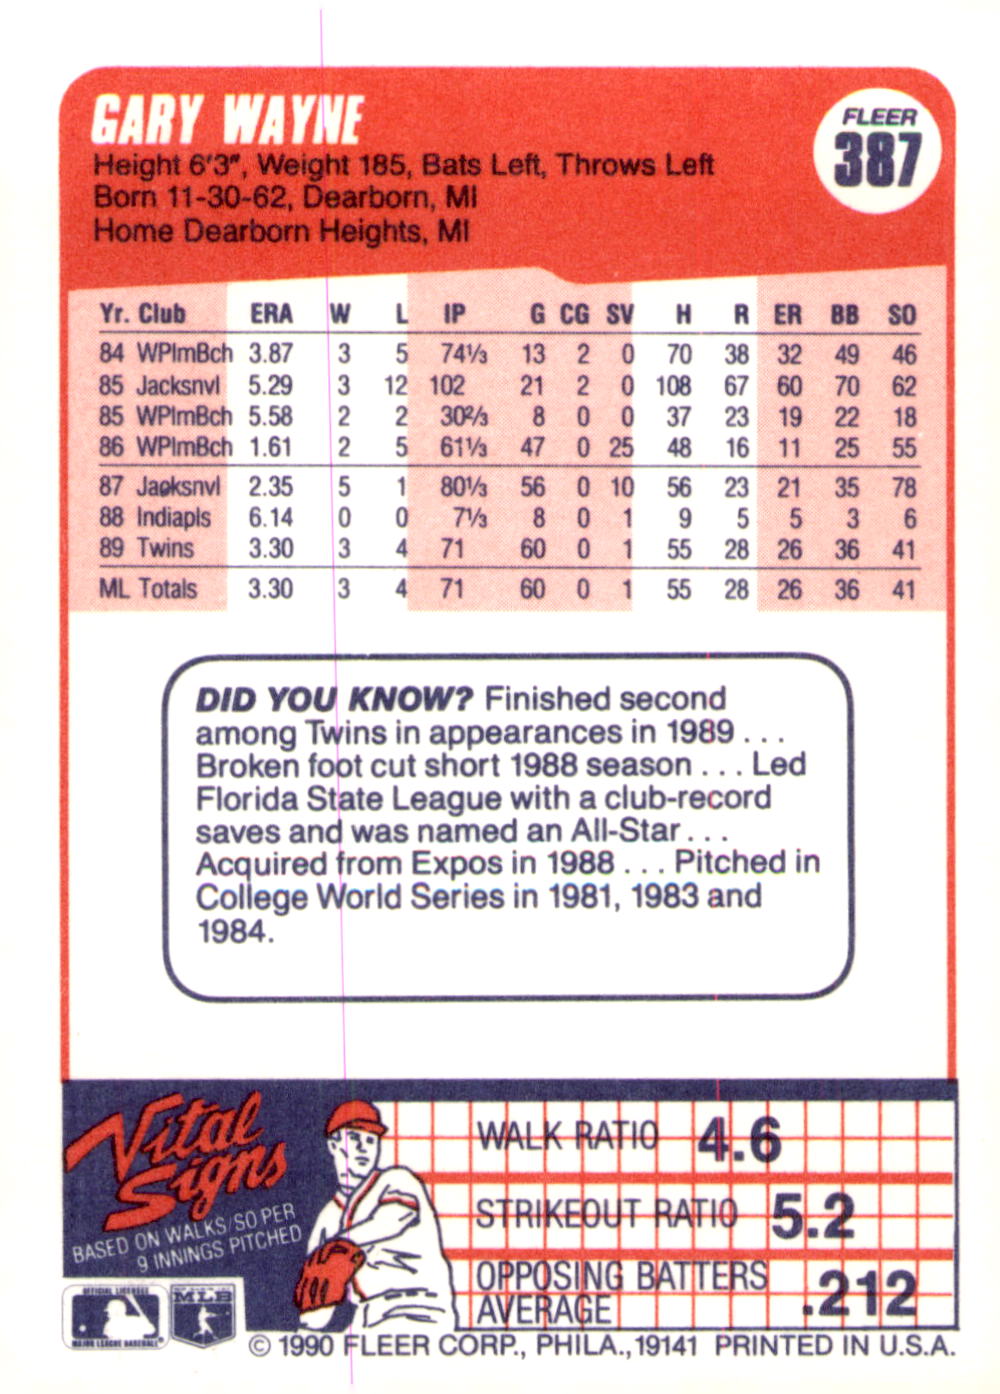 GARY WAYNE
FLEER
387
Height 6'3", Weight 185, Bats Left, Throws Left
Born 11-30-62, Dearborn, MI
Home Dearborn Heights, MI
Yr. Club ERA W L IP G CG SV H R ER BB SO
84 WPlmBch 3.87 3 5 74⅓ 13 2 0 70 38 32 49 46
85 Jacksnvl 5.29 3 12 102 21 2 0 108 67 60 70 62
85 WPlmBch 5.58 2 2 30⅔ 8 0 0 37 23 19 22 18
86 WPlmBch 1.61 2 5 61⅓ 47 0 25 48 16 11 25 55
87 Jacksnvl 2.35 5 1 80⅓ 56 0 10 56 23 21 35 78
88 Indiapls 6.14 0 0 7⅓ 8 0 1 9 5 5 3 6
89 Twins 3.30 3 4 71 60 0 1 55 28 26 36 41
ML Totals 3.30 3 4 71 60 0 1 55 28 26 36 41
DID YOU KNOW? Finished second
among Twins in appearances in 1989 . . .
Broken foot cut short 1988 season . . . Led
Florida State League with a club-record
saves and was named an All-Star . . .
Acquired from Expos in 1988 . . . Pitched in
College World Series in 1981, 1983 and
1984.
Vital
Signs
BASED ON WALKS/SO PER
9 INNINGS PITCHED
WALK RATIO 4.6
STRIKEOUT RATIO 5.2
OPPOSING BATTERS
AVERAGE .212
OFFICIAL LICENSEE
MAJOR LEAGUE BASEBALL
MLB
© 1990 FLEER CORP., PHILA., 19141 PRINTED IN U.S.A.